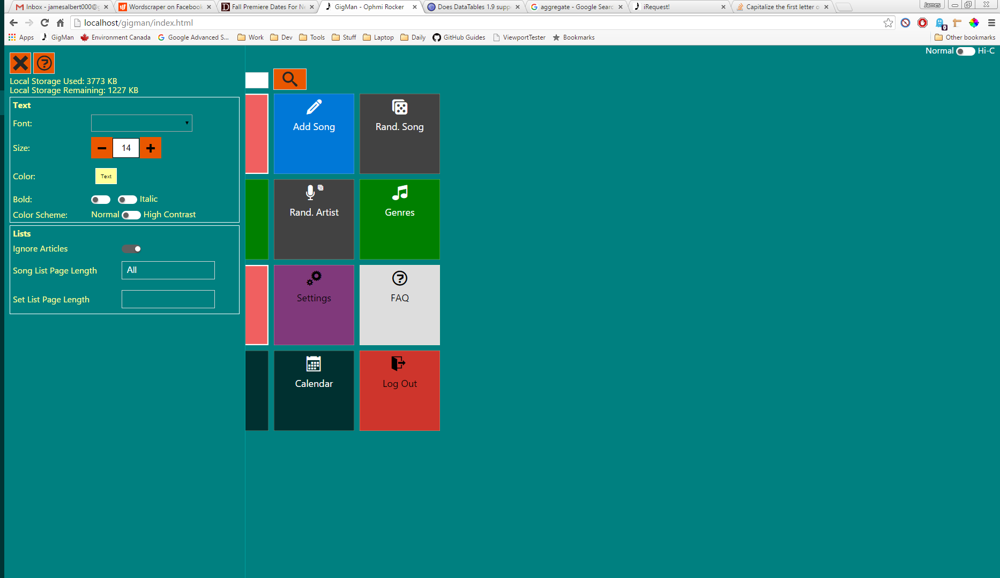 Inbox - jamesalbert000@g
Wordscraper on Facebook
Fall Premiere Dates For Ne
GigMan - Ophmi Rocker
Does DataTables 1.9 supp
aggregate - Google Searc
iRequest!
Capitalize the first letter o
James
localhost/gigman/index.html
0
Apps
GigMan
Environment Canada
Google Advanced S...
Work
Dev
Tools
Stuff
Laptop
Daily
GitHub Guides
ViewportTester
Bookmarks
Other bookmarks
Normal Hi-C
Local Storage Used: 3773 KB
Local Storage Remaining: 1227 KB
Text
Font:
Size: − 14 +
Color: Text
Bold: Italic
Color Scheme: Normal High Contrast
Lists
Ignore Articles
Song List Page Length All
Set List Page Length
Add Song
Rand. Song
Rand. Artist
Genres
Settings
FAQ
Calendar
Log Out